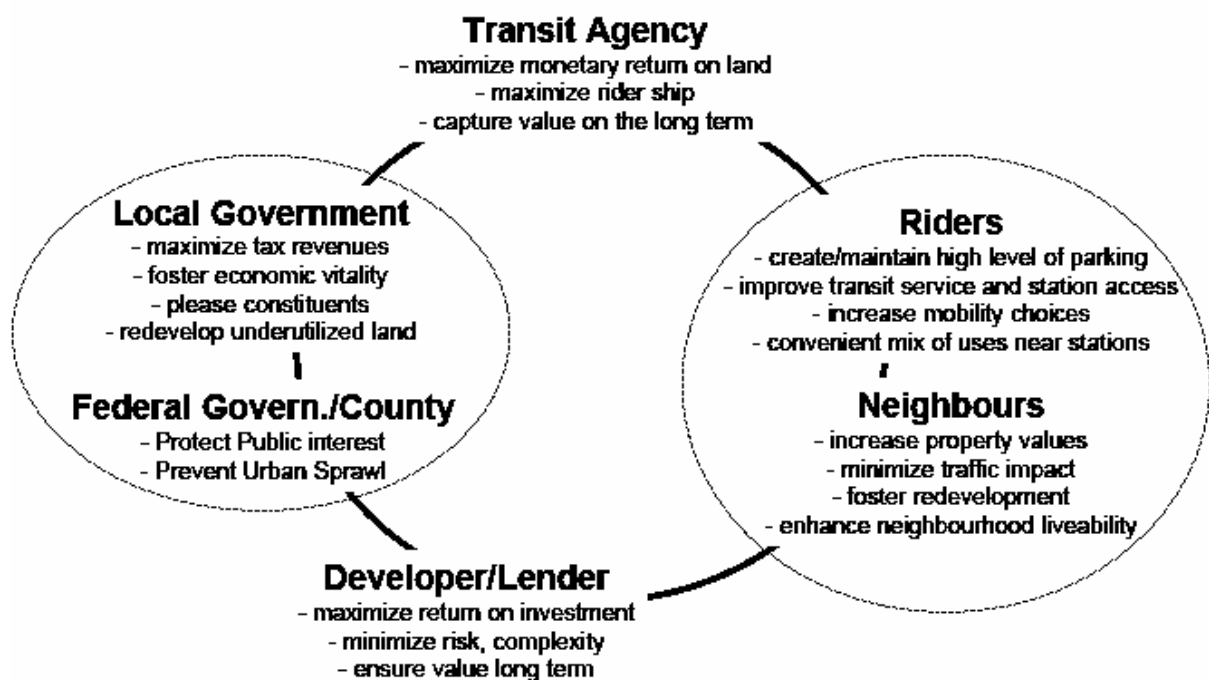 Transit Agency
- maximize monetary return on land
- maximize rider ship
- capture value on the long term
Local Government
- maximize tax revenues
- foster economic vitality
- please constituents
- redevelop underutilized land
Federal Govern./County
- Protect Public interest
- Prevent Urban Sprawl
Riders
- create/maintain high level of parking
- improve transit service and station access
- increase mobility choices
- convenient mix of uses near stations
Neighbours
- increase property values
- minimize traffic impact
- foster redevelopment
- enhance neighbourhood liveability
Developer/Lender
- maximize return on investment
- minimize risk, complexity
- ensure value long term